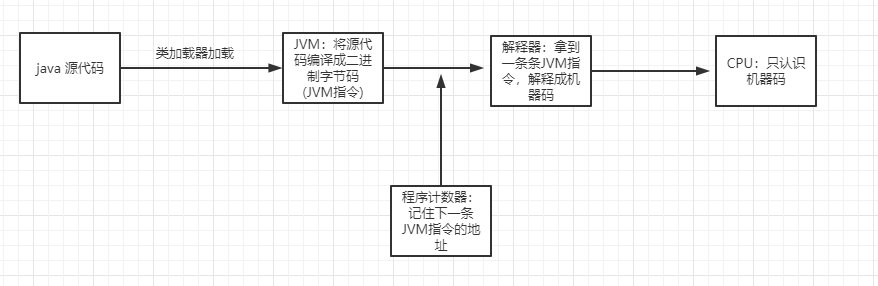 java 源代码
类加载器加载
JVM：将源代
码编译成二进
制字节码
(JVM指令)
解释器：拿到
一条条JVM指
令，解释成机
器码
CPU：只认识
机器码
程序计数器：
记住下一条
JVM指令的地
址